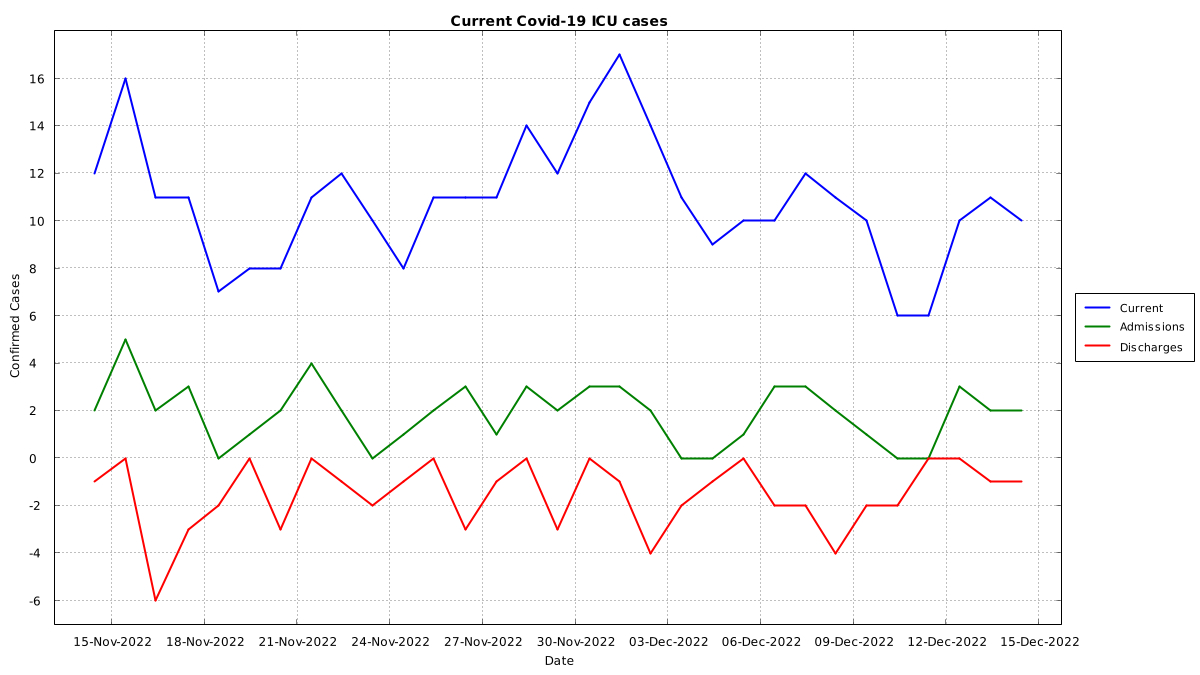 Current Covid-19 ICU cases
Confirmed Cases
16
14
12
10
8
6
4
2
0
-2
-4
-6
15-Nov-2022 18-Nov-2022 21-Nov-2022 24-Nov-2022 27-Nov-2022 30-Nov-2022 03-Dec-2022 06-Dec-2022 09-Dec-2022 12-Dec-2022 15-Dec-2022
Date
Current
Admissions
Discharges